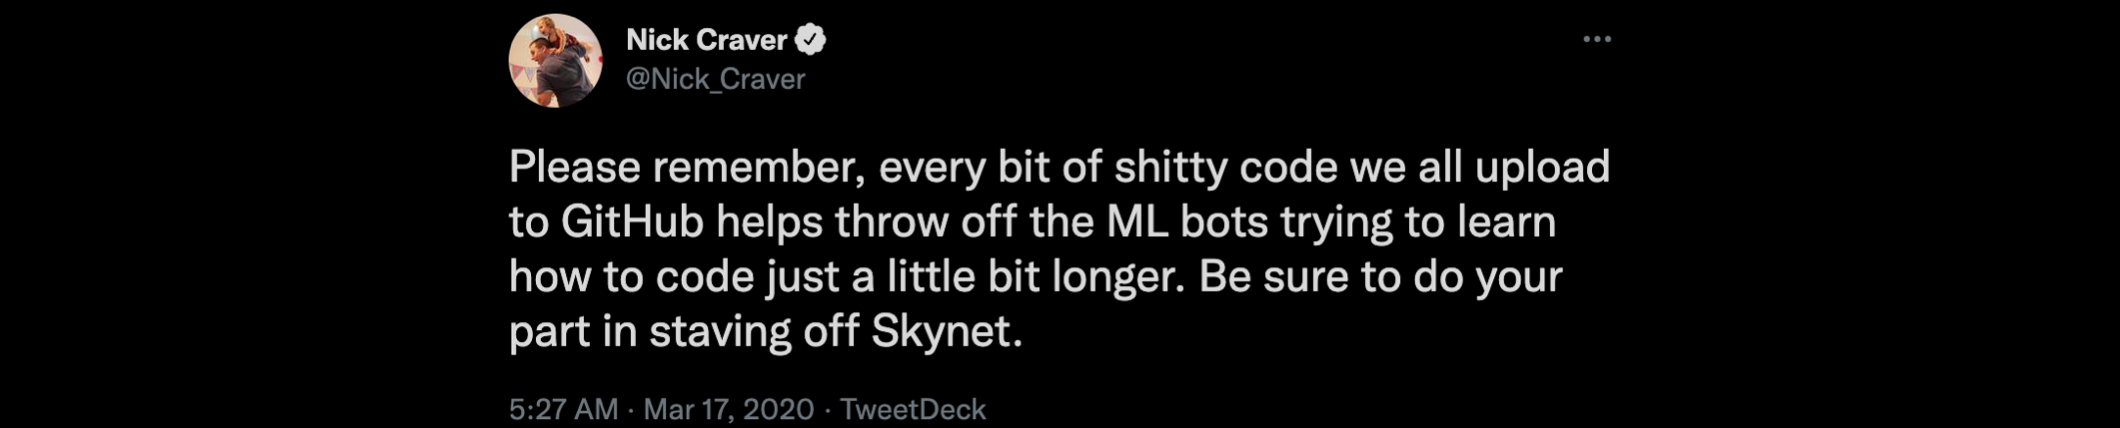 Nick Craver
@Nick_Craver
Please remember, every bit of shitty code we all upload
to GitHub helps throw off the ML bots trying to learn
how to code just a little bit longer. Be sure to do your
part in staving off Skynet.
5:27 AM · Mar 17, 2020 · TweetDeck